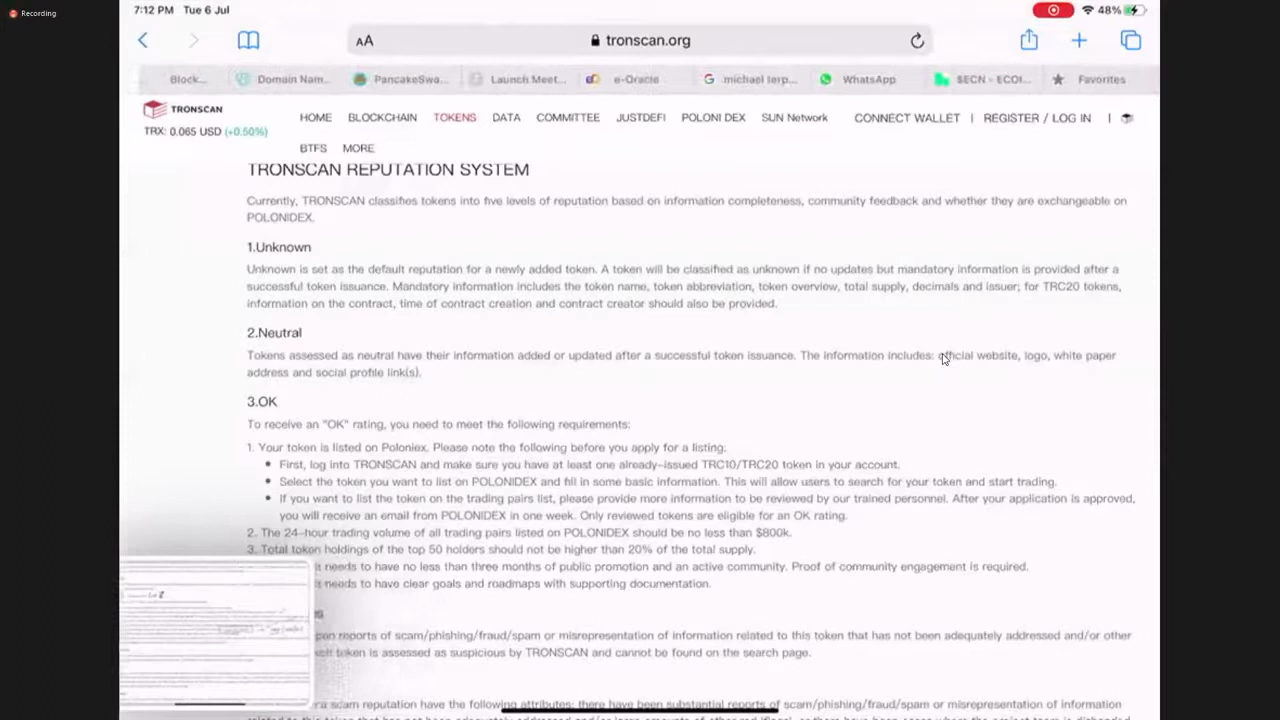 Recording
7:12 PM Tue 6 Jul
48%
AA
tronscan.org
Block...
Domain Nam...
PancakeSwa...
Launch Meet...
e-Oracle
michael terp...
WhatsApp
$ECN - ECOI...
Favorites
TRONSCAN
TRX: 0.065 USD (+0.50%)
HOME BLOCKCHAIN TOKENS DATA COMMITTEE JUSTDEFI POLONI DEX SUN Network
CONNECT WALLET | REGISTER / LOG IN |
BTFS MORE
TRONSCAN REPUTATION SYSTEM
Currently, TRONSCAN classifies tokens into five levels of reputation based on information completeness, community feedback and whether they are exchangeable on
POLONIDEX.
1.Unknown
Unknown is set as the default reputation for a newly added token. A token will be classified as unknown if no updates but mandatory information is provided after a
successful token issuance. Mandatory information includes the token name, token abbreviation, token overview, total supply, decimals and issuer; for TRC20 tokens,
information on the contract, time of contract creation and contract creator should also be provided.
2.Neutral
Tokens assessed as neutral have their information added or updated after a successful token issuance. The information includes: official website, logo, white paper
address and social profile link(s).
3.OK
To receive an "OK" rating, you need to meet the following requirements:
1. Your token is listed on Poloniex. Please note the following before you apply for a listing:
First, log into TRONSCAN and make sure you have at least one already-issued TRC10/TRC20 token in your account.
Select the token you want to list on POLONIDEX and fill in some basic information. This will allow users to search for your token and start trading.
If you want to list the token on the trading pairs list, please provide more information to be reviewed by our trained personnel. After your application is approved,
you will receive an email from POLONIDEX in one week. Only reviewed tokens are eligible for an OK rating.
2. The 24-hour trading volume of all trading pairs listed on POLONIDEX should be no less than $800k.
3. Total token holdings of the top 50 holders should not be higher than 20% of the total supply.
needs to have no less than three months of public promotion and an active community. Proof of community engagement is required.
needs to have clear goals and roadmaps with supporting documentation.
reports of scam/phishing/fraud/spam or misrepresentation of information related to this token that has not been adequately addressed and/or other
token is assessed as suspicious by TRONSCAN and cannot be found on the search page.
a scam reputation have the following attributes: there have been substantial reports of scam/phishing/fraud/spam or misrepresentation of information